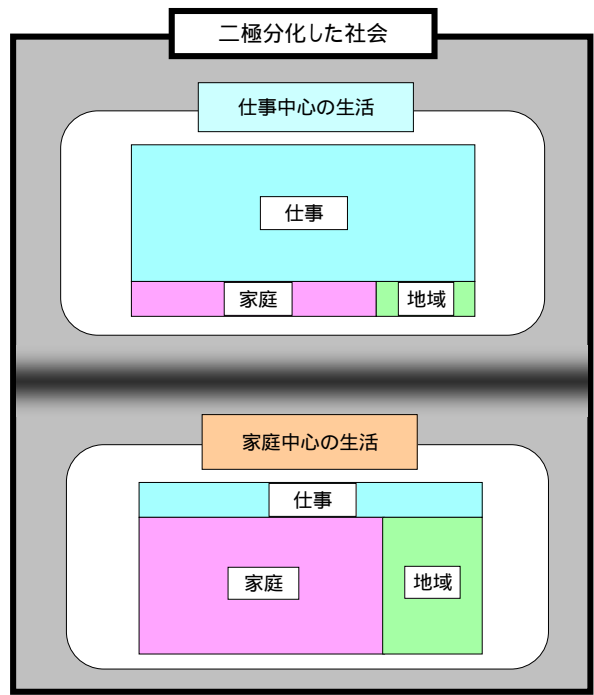 二極分化した社会
仕事中心の生活
仕事
家庭
地域
家庭中心の生活
仕事
家庭
地域